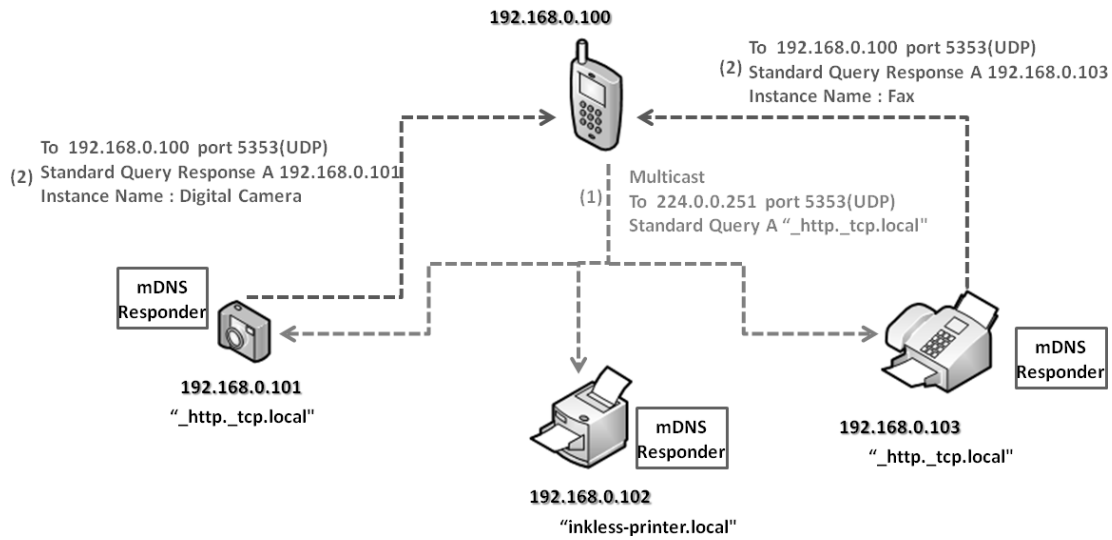 192.168.0.100
To 192.168.0.100 port 5353(UDP)
(2) Standard Query Response A 192.168.0.103
Instance Name : Fax
To 192.168.0.100 port 5353(UDP)
(2) Standard Query Response A 192.168.0.101
Instance Name : Digital Camera
Multicast
(1) To 224.0.0.251 port 5353(UDP)
Standard Query A “_http._tcp.local"
mDNS
Responder
192.168.0.101
“_http._tcp.local"
mDNS
Responder
192.168.0.102
“inkless-printer.local"
mDNS
Responder
192.168.0.103
“_http._tcp.local"